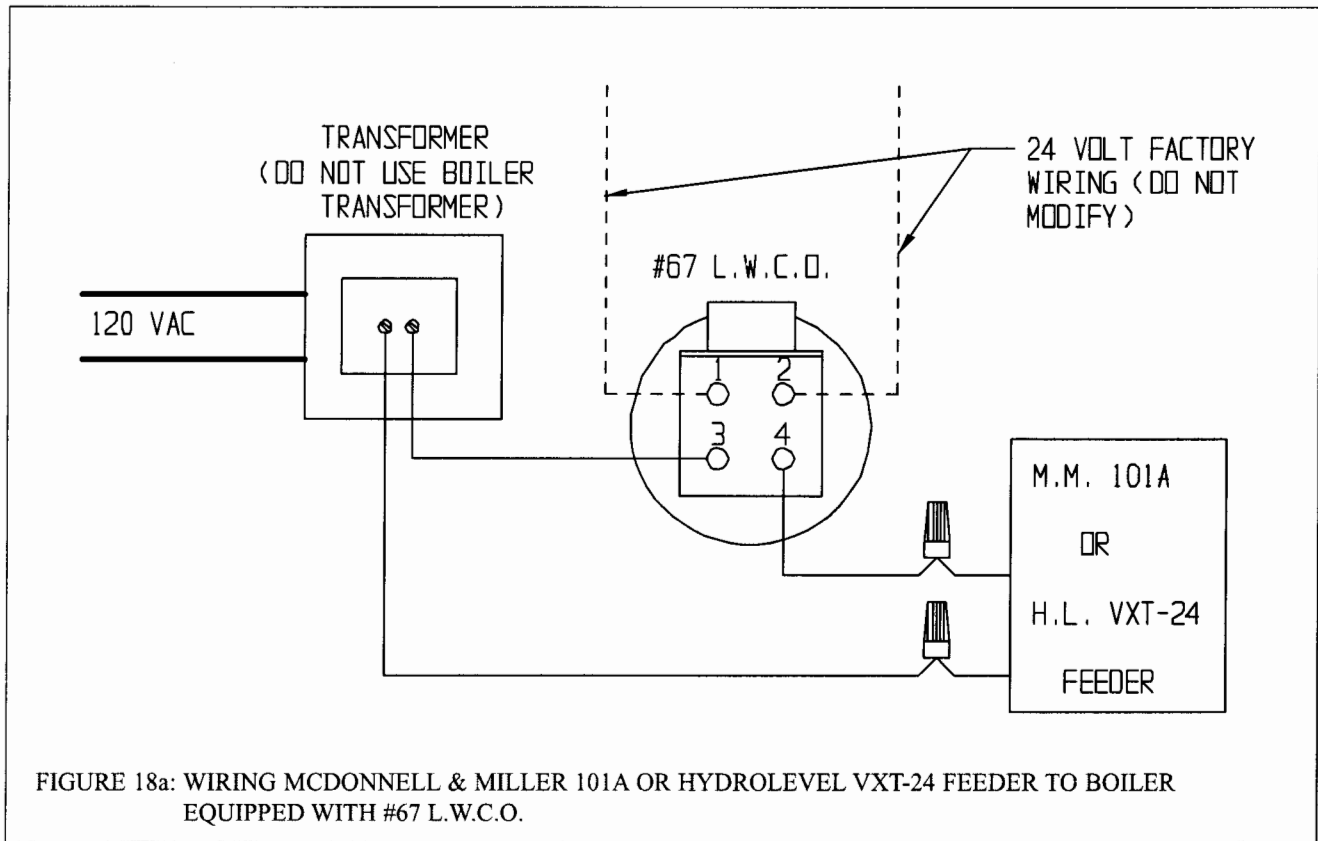 TRANSFORMER
(DO NOT USE BOILER
TRANSFORMER)
24 VOLT FACTORY
WIRING (DO NOT
MODIFY)
#67 L.W.C.O.
120 VAC
1 2
3 4
M.M. 101A
OR
H.L. VXT-24
FEEDER
FIGURE 18a: WIRING MCDONNELL & MILLER 101A OR HYDROLEVEL VXT-24 FEEDER TO BOILER
EQUIPPED WITH #67 L.W.C.O.